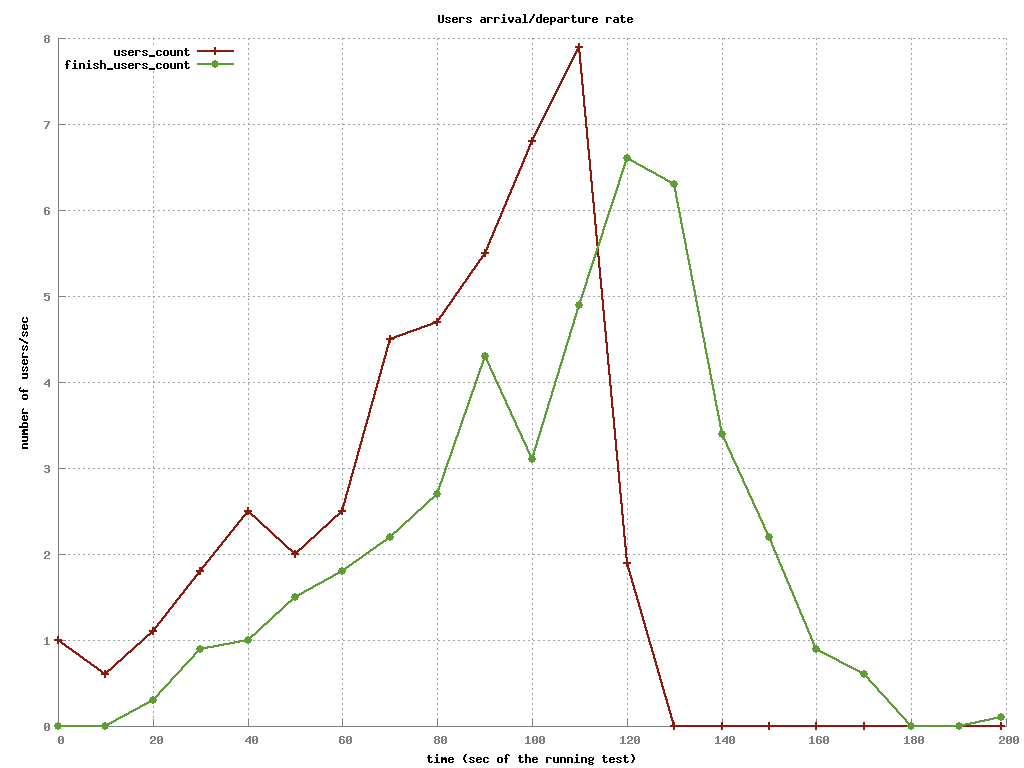 Users arrival/departure rate
users_count
finish_users_count
8
7
6
5
4
3
2
1
0
number of users/sec
0 20 40 60 80 100 120 140 160 180 200
time (sec of the running test)